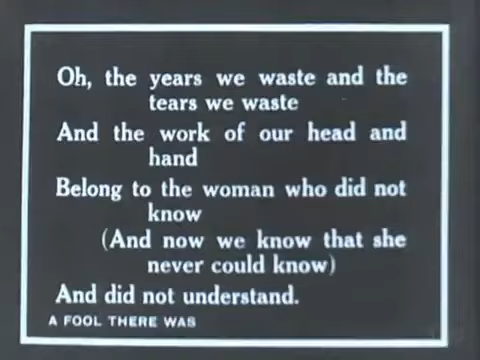 Oh, the years we waste and the
tears we waste
And the work of our head and
hand
Belong to the woman who did not
know
(And now we know that she
never could know)
And did not understand.
A FOOL THERE WAS